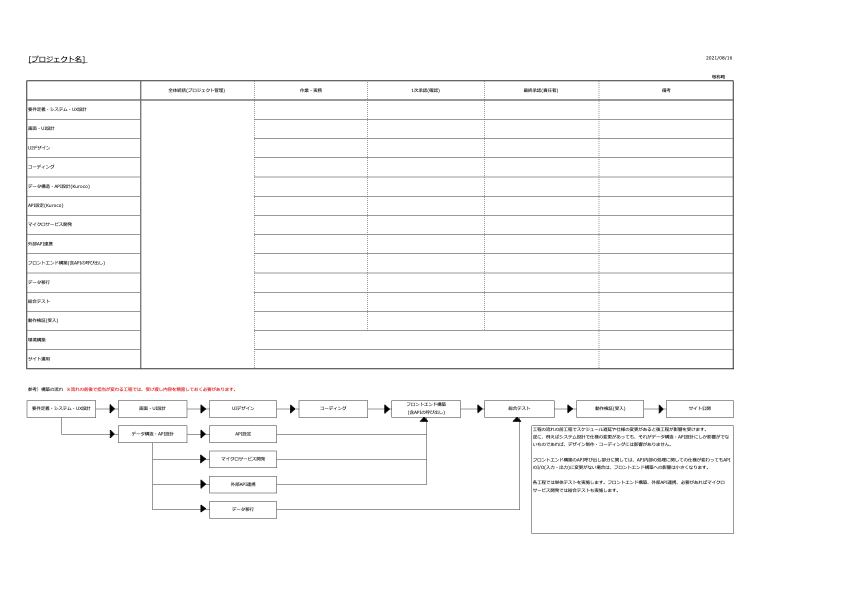 [プロジェクト名]
2021/08/16
敬称略
全体統括(プロジェクト管理)
作業・実務
1次承認(確認)
最終承認(責任者)
備考
要件定義・システム・UX設計
画面・UI設計
UIデザイン
コーディング
データ構造・API設計(Kuroco)
API設定(Kuroco)
マイクロサービス開発
外部API連携
フロントエンド構築(含APIの呼び出し)
データ移行
総合テスト
動作検証(受入)
環境構築
サイト運用
参考）構築の流れ ※流れの前後で担当が変わる工程では、受け渡し内容を精査しておく必要があります。
要件定義・システム・UX設計
画面・UI設計
UIデザイン
コーディング
フロントエンド構築
(含APIの呼び出し)
総合テスト
動作検証(受入)
サイト公開
データ構造・API設計
API設定
マイクロサービス開発
外部API連携
データ移行
工程の流れの前工程でスケジュール遅延や仕様の変更があると後工程が影響を受けます。
逆に、例えばシステム設計で仕様の変更があっても、それがデータ構造・API設計にしか影響がでな
いものであれば、デザイン制作・コーディングには影響がありません。
フロントエンド構築のAPI呼び出し部分に関しては、API内部の処理に関しての仕様が変わってもAPI
のI/O(入力・出力)に変更がない場合は、フロントエンド構築への影響は小さくなります。
各工程では単体テストを実施します。フロントエンド構築、外部API連携、必要があればマイクロ
サービス開発では結合テストも実施します。